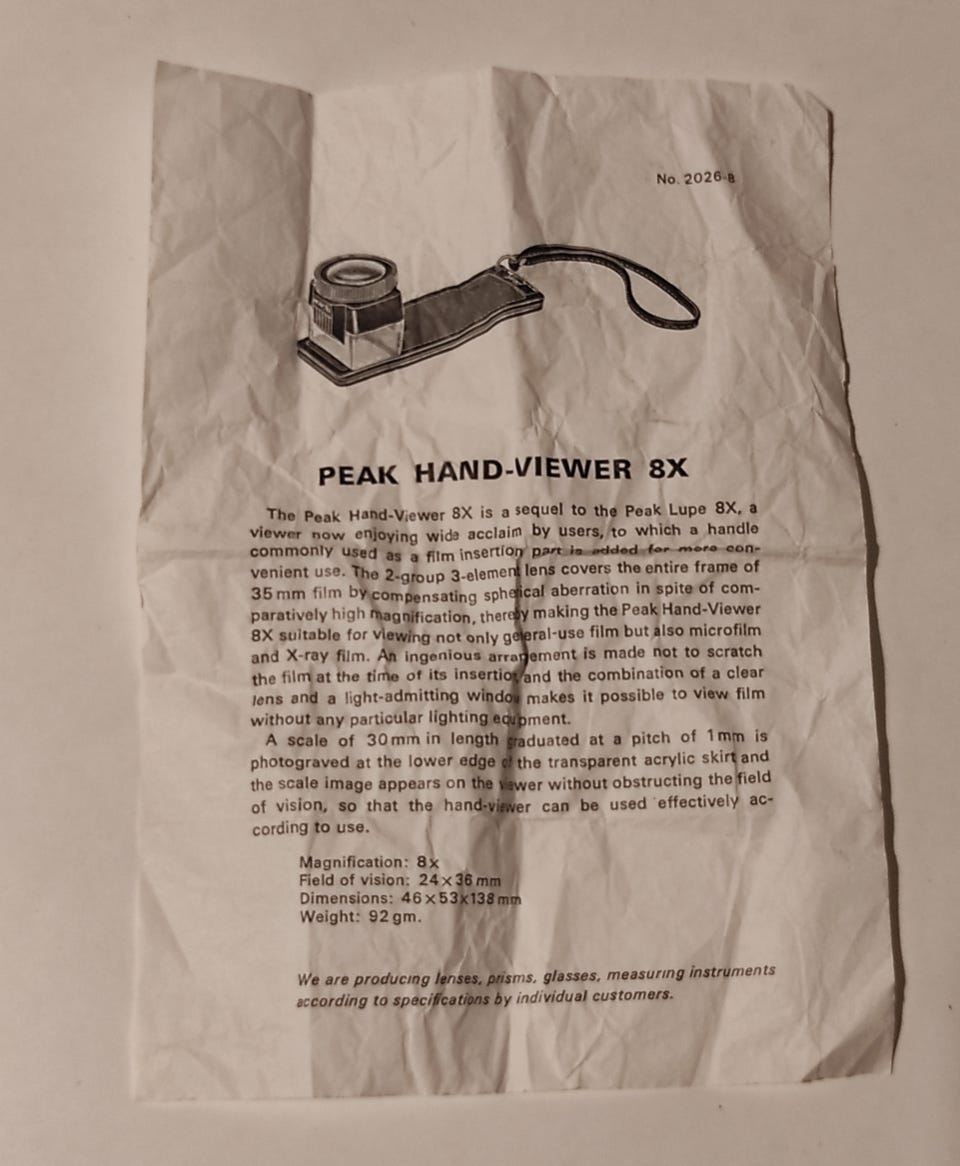 No. 2026-B
PEAK HAND-VIEWER 8X
The Peak Hand-Viewer 8X is a sequel to the Peak Lupe 8X, a
viewer now enjoying wide acclaim by users, to which a handle
commonly used as a film insertion part is added for more con-
venient use. The 2-group 3-element lens covers the entire frame of
35 mm film by compensating spherical aberration in spite of com-
paratively high magnification, thereby making the Peak Hand-Viewer
8X suitable for viewing not only general-use film but also microfilm
and X-ray film. An ingenious arrangement is made not to scratch
the film at the time of its insertion and the combination of a clear
lens and a light-admitting window makes it possible to view film
without any particular lighting equipment.
A scale of 30 mm in length graduated at a pitch of 1 mm is
photograved at the lower edge of the transparent acrylic skirt and
the scale image appears on the viewer without obstructing the field
of vision, so that the hand-viewer can be used effectively ac-
cording to use.
Magnification: 8x
Field of vision: 24 x 36 mm
Dimensions: 46 x 53 x 138 mm
Weight: 92 gm.
We are producing lenses, prisms, glasses, measuring instruments
according to specifications by individual customers.